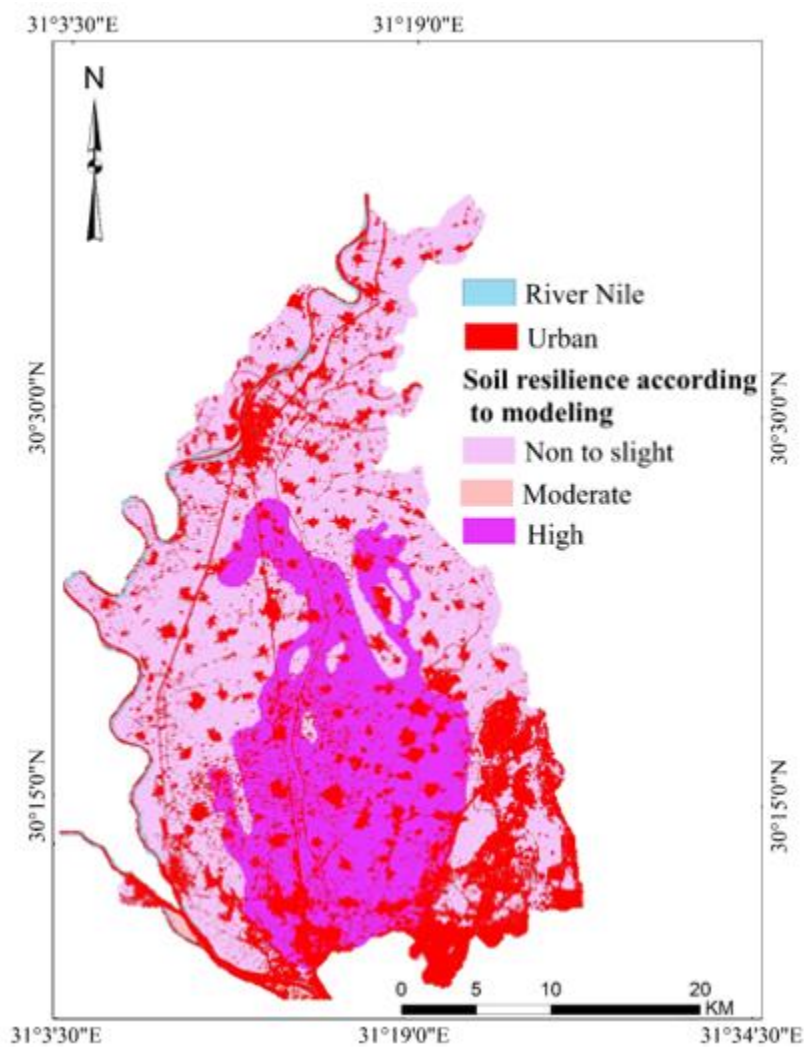 31°3'30"E 31°19'0"E
N
River Nile
Urban
Soil resilience according
to modeling
30°30'0"N 30°30'0"N
Non to slight
Moderate
High
30°15'0"N 30°15'0"N
0 5 10 20
KM
31°3'30"E 31°19'0"E 31°34'30"E